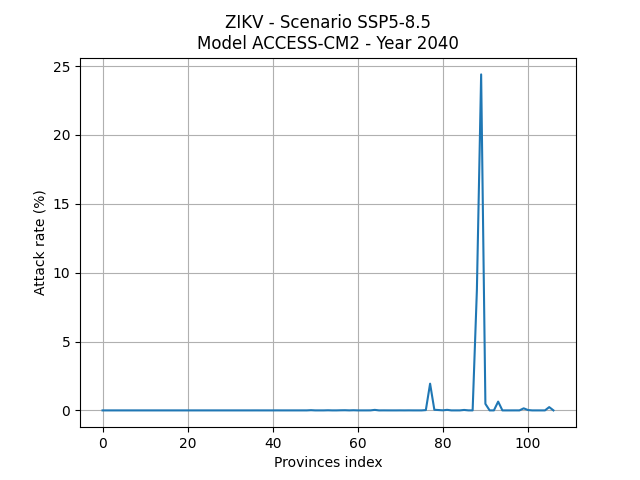 ZIKV - Scenario SSP5-8.5
Model ACCESS-CM2 - Year 2040
25
20
15
10
5
0
Attack rate (%)
0 20 40 60 80 100
Provinces index